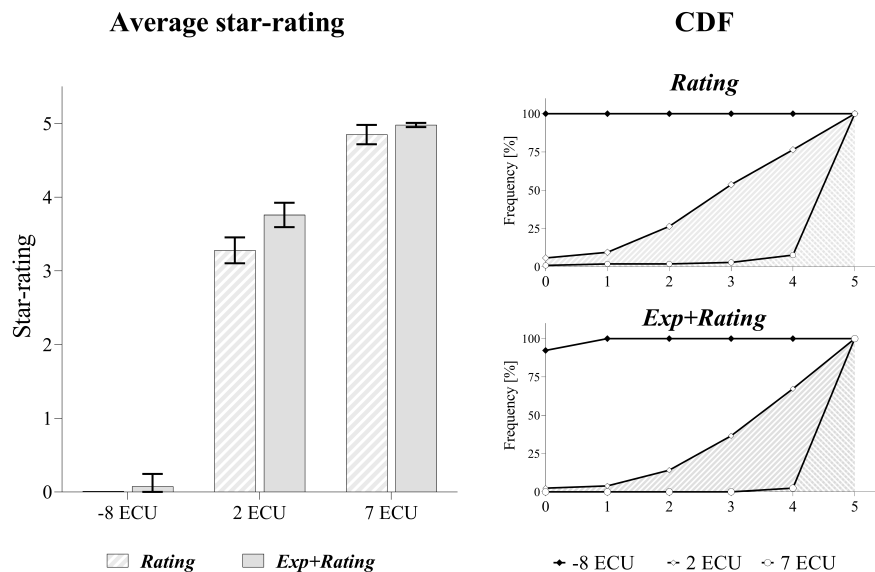 Average star-rating
Star-rating
5
4
3
2
1
0
-8 ECU 2 ECU 7 ECU
Rating Exp+Rating
CDF
Rating
Frequency [%]
100
75
50
25
0
0 1 2 3 4 5
Exp+Rating
Frequency [%]
100
75
50
25
0
0 1 2 3 4 5
-8 ECU 2 ECU 7 ECU